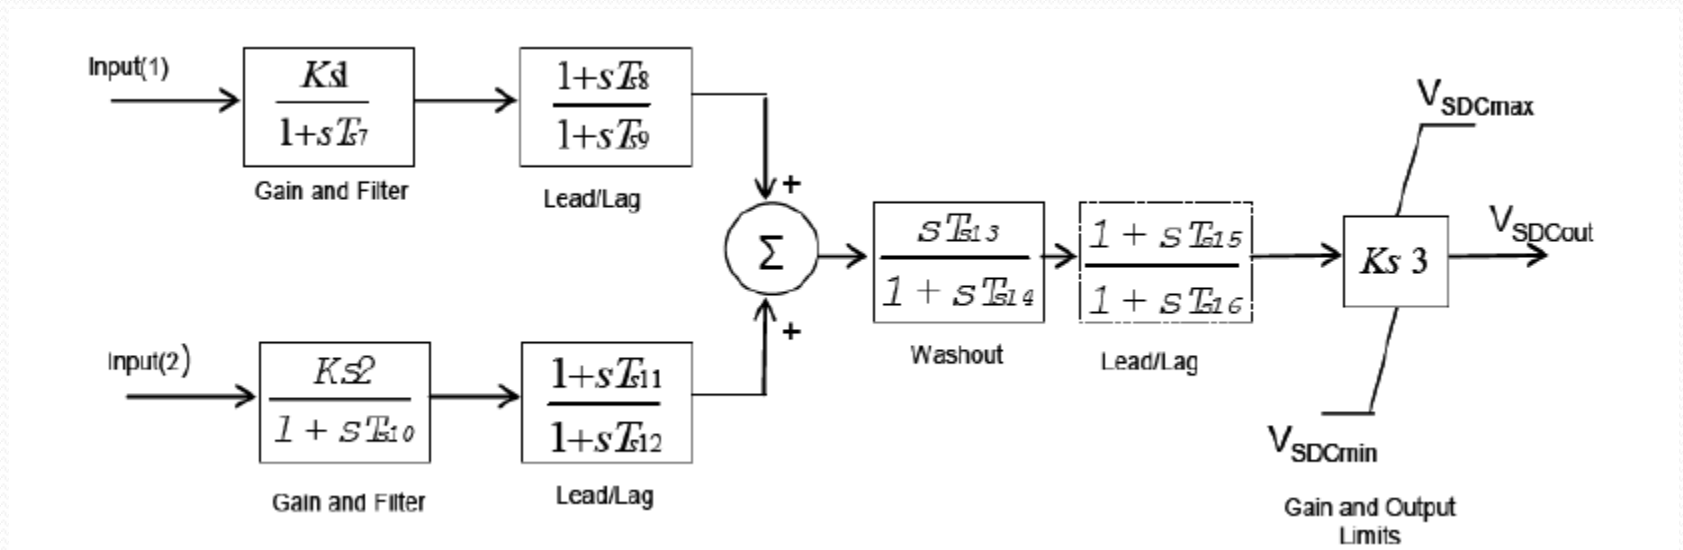 Input(1)
Ks1
1+sTs7
Gain and Filter
1+sTs8
1+sTs9
Lead/Lag
+
Σ
+
Input(2)
Ks2
1+sTs10
Gain and Filter
1+sTs11
1+sTs12
Lead/Lag
sTs13
1+sTs14
Washout
1+sTs15
1+sTs16
Lead/Lag
VSDCmax
Ks 3
VSDCout
VSDCmin
Gain and Output
Limits